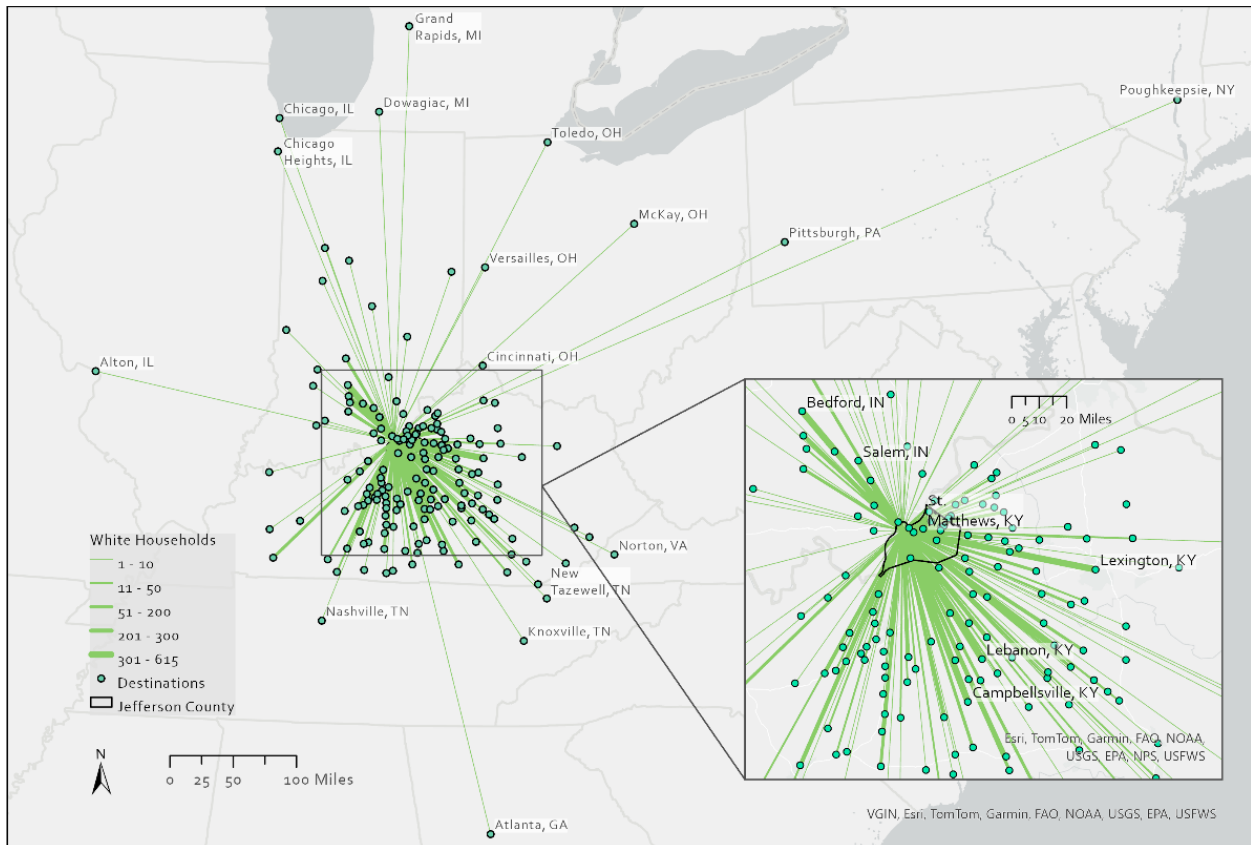 Grand
Rapids, MI
Poughkeepsie, NY
Dowagiac, MI
Chicago, IL
Toledo, OH
Chicago
Heights, IL
McKay, OH
Pittsburgh, PA
Versailles, OH
Cincinnati, OH
Alton, IL
Bedford, IN
0 5 10 20 Miles
Salem, IN
St.
Matthews, KY
Lexington, KY
Lebanon, KY
Campbellsville, KY
Esri, TomTom, Garmin, FAO, NOAA,
USGS, EPA, NPS, USFWS
Norton, VA
New
Tazewell, TN
Nashville, TN
Knoxville, TN
White Households
1 - 10
11 - 50
51 - 200
201 - 300
301 - 615
Destinations
Jefferson County
N
0 25 50 100 Miles
Atlanta, GA
VGIN, Esri, TomTom, Garmin, FAO, NOAA, USGS, EPA, USFWS